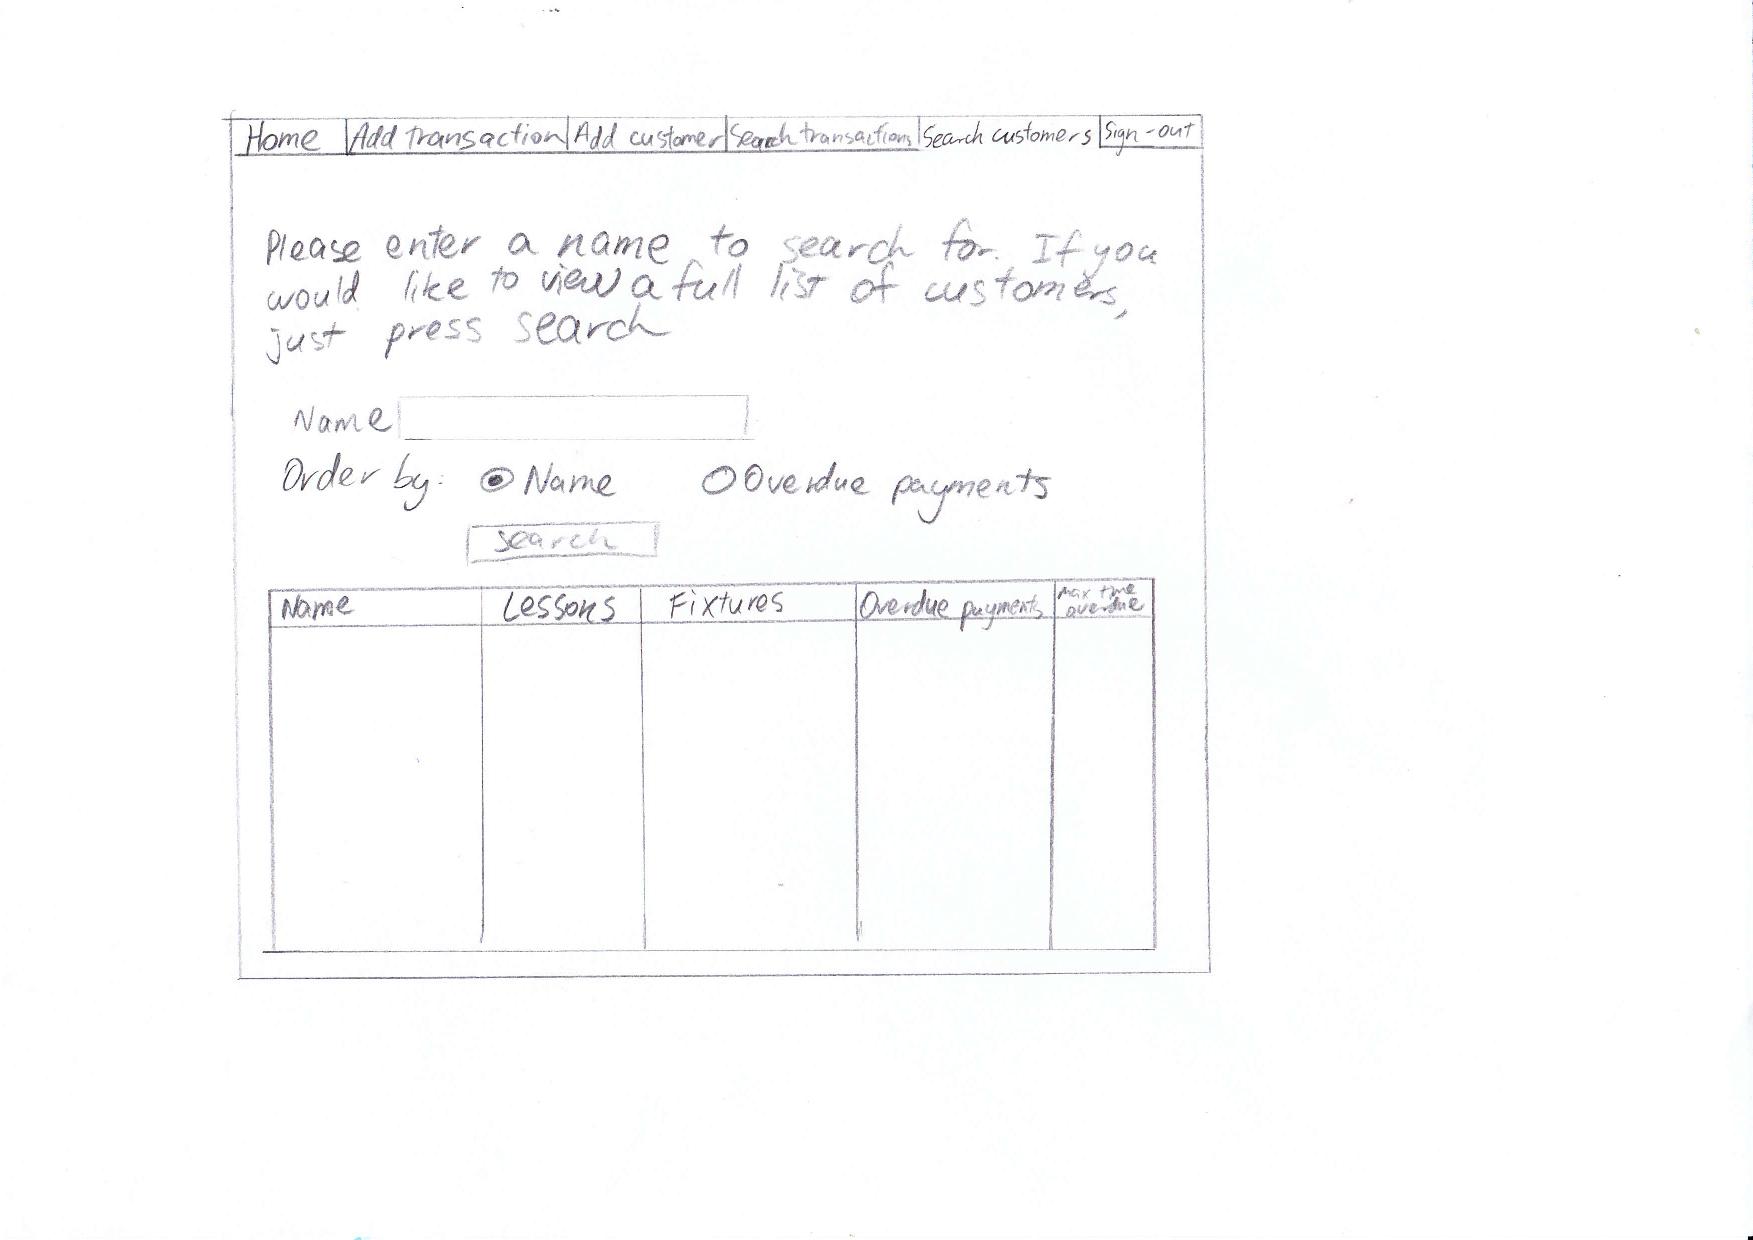 Home Add transaction Add customer Search transactions Search customers Sign-out
Please enter a name to search for. If you
would like to view a full list of customers,
just press search
Name
Order by: Name Overdue payments
Search
Name Lessons Fixtures Overdue payments max time
overdue